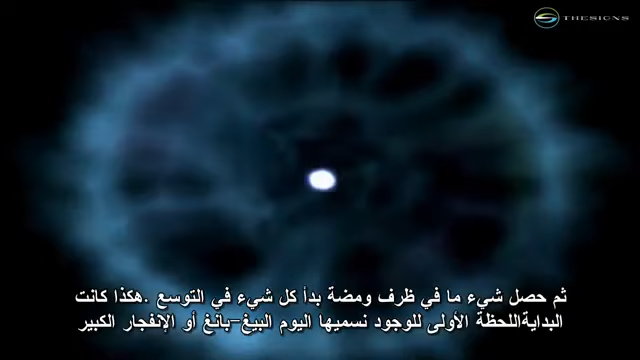 THESIGNS
ثم حصل شيء ما في ظرف ومضة بدأ كل شيء في التوسع .هكذا كانت
البدايةاللحظة الأولى للوجود نسميها اليوم البيغ-بانغ أو الإنفجار الكبير